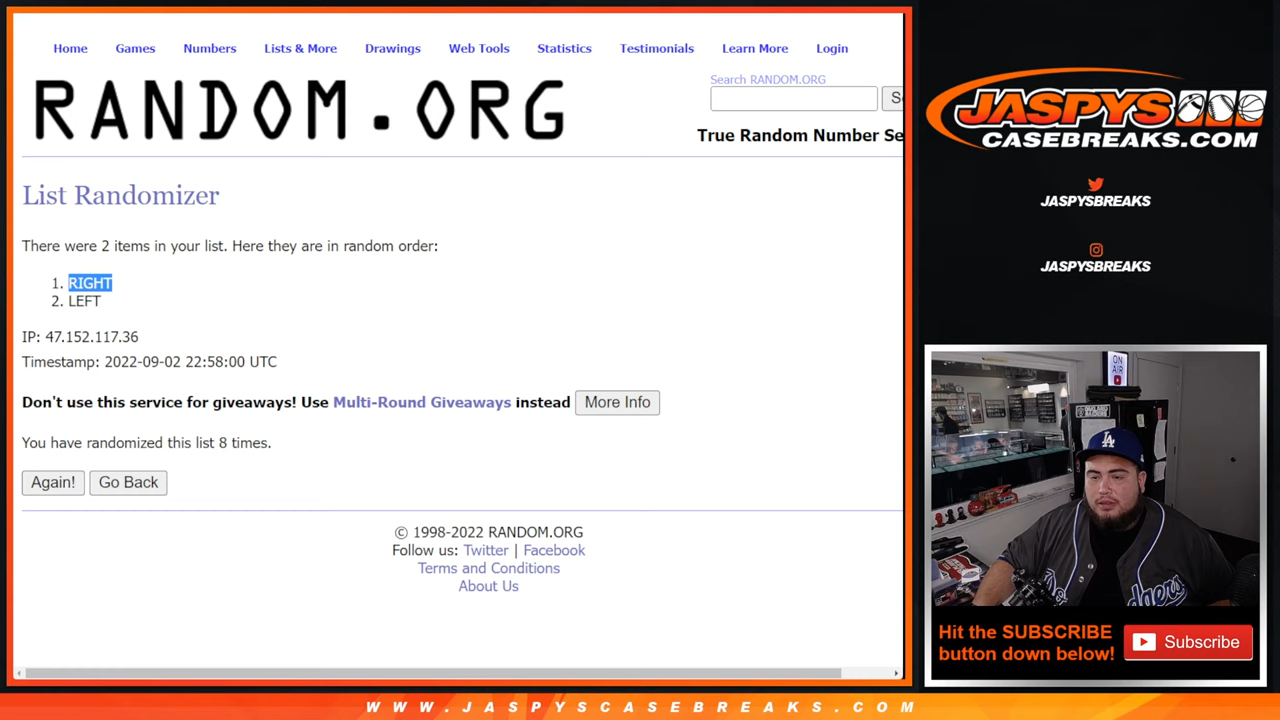 Home Games Numbers Lists & More Drawings Web Tools Statistics Testimonials Learn More Login
RANDOM.ORG
Search RANDOM.ORG
True Random Number Se
List Randomizer
There were 2 items in your list. Here they are in random order:
1. RIGHT
2. LEFT
IP: 47.152.117.36
Timestamp: 2022-09-02 22:58:00 UTC
Don't use this service for giveaways! Use Multi-Round Giveaways instead More Info
You have randomized this list 8 times.
Again! Go Back
© 1998-2022 RANDOM.ORG
Follow us: Twitter | Facebook
Terms and Conditions
About Us
JASPYS
CASEBREAKS.COM
JASPYSBREAKS
JASPYSBREAKS
ON
AIR
LA
Hit the SUBSCRIBE
button down below!
Subscribe
WWW.JASPYSCASEBREAKS.COM